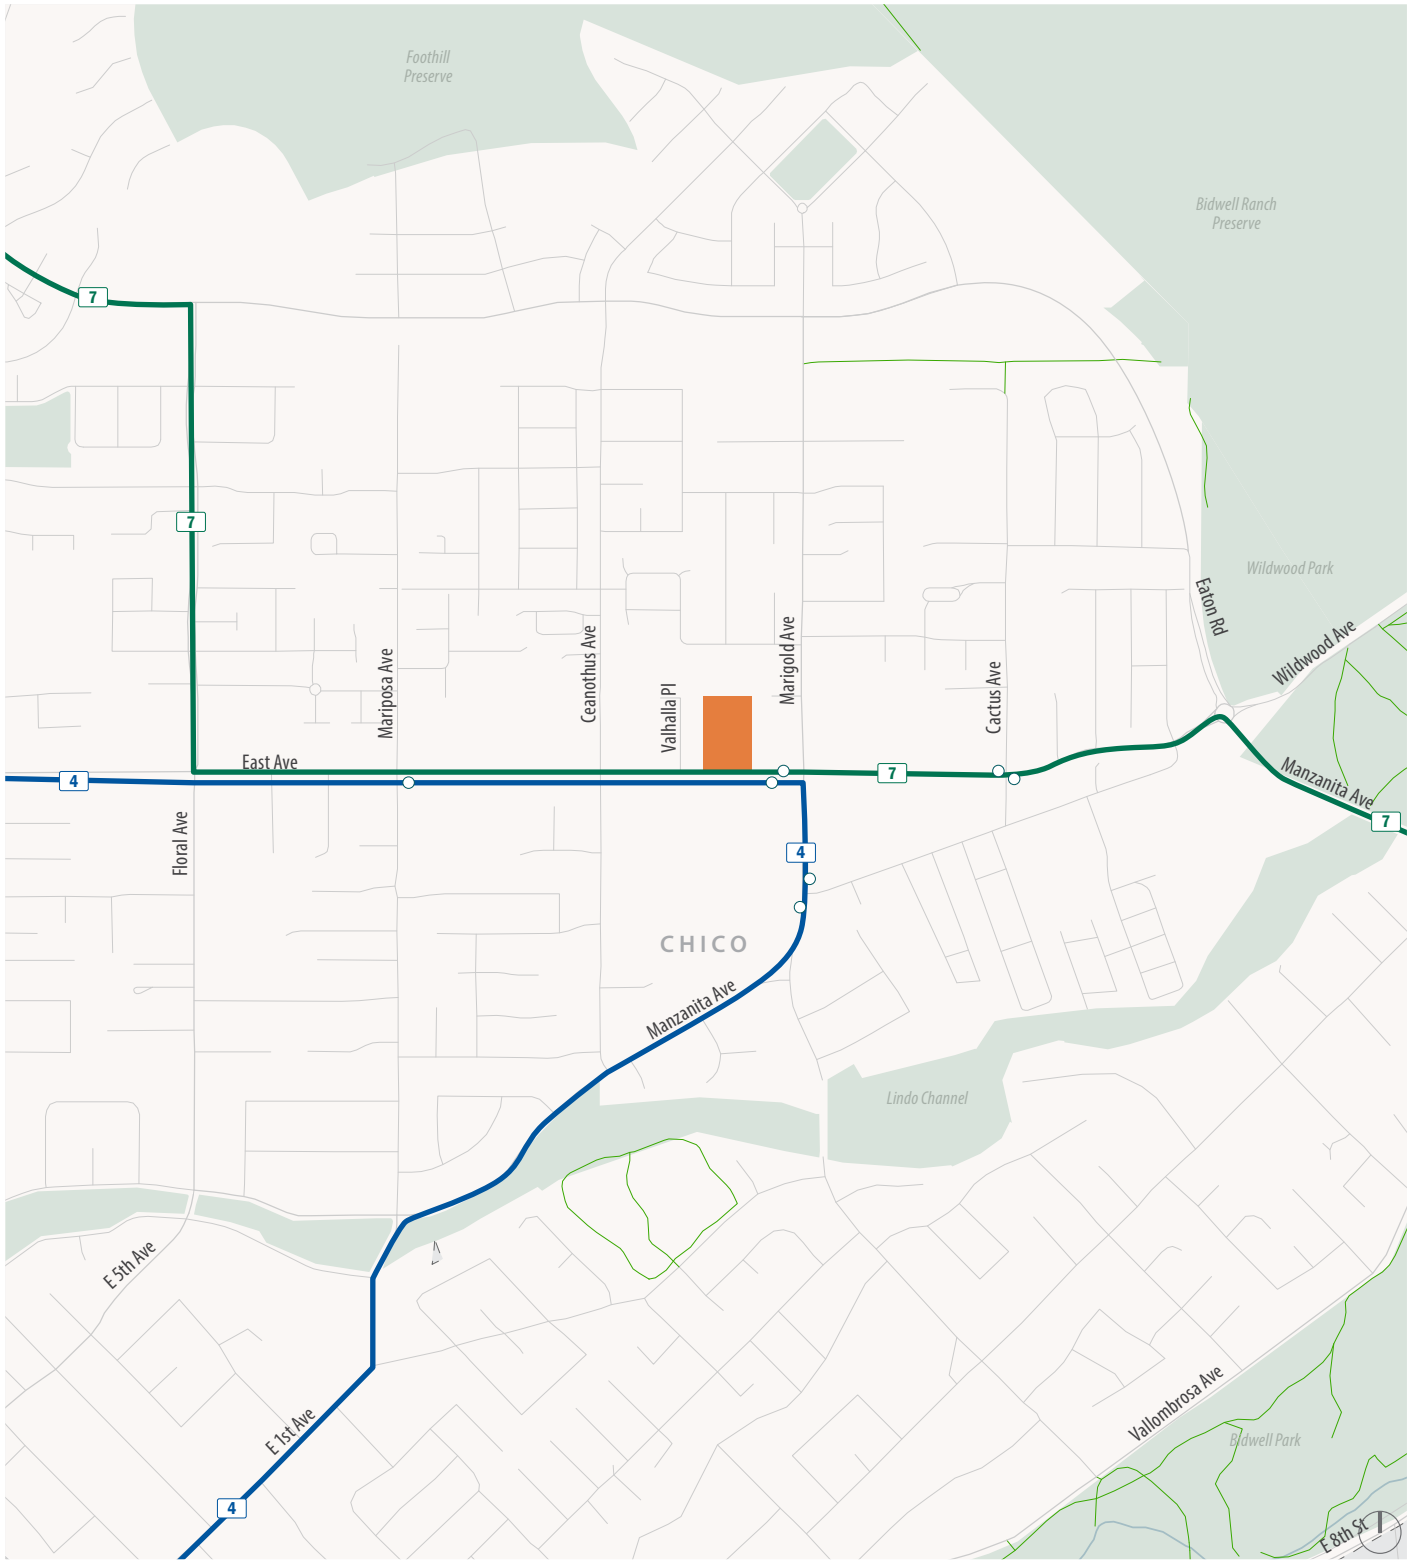 Foothill
Preserve
Bidwell Ranch
Preserve
7
7
Wildwood Park
Eaton Rd
Wildwood Ave
Mariposa Ave
Ceanothus Ave
Valhalla Pl
Marigold Ave
Cactus Ave
East Ave
4
7
Manzanita Ave
7
Floral Ave
4
CHICO
Manzanita Ave
Lindo Channel
E 5th Ave
E 1st Ave
Vallombrosa Ave
Bidwell Park
4
E 8th St